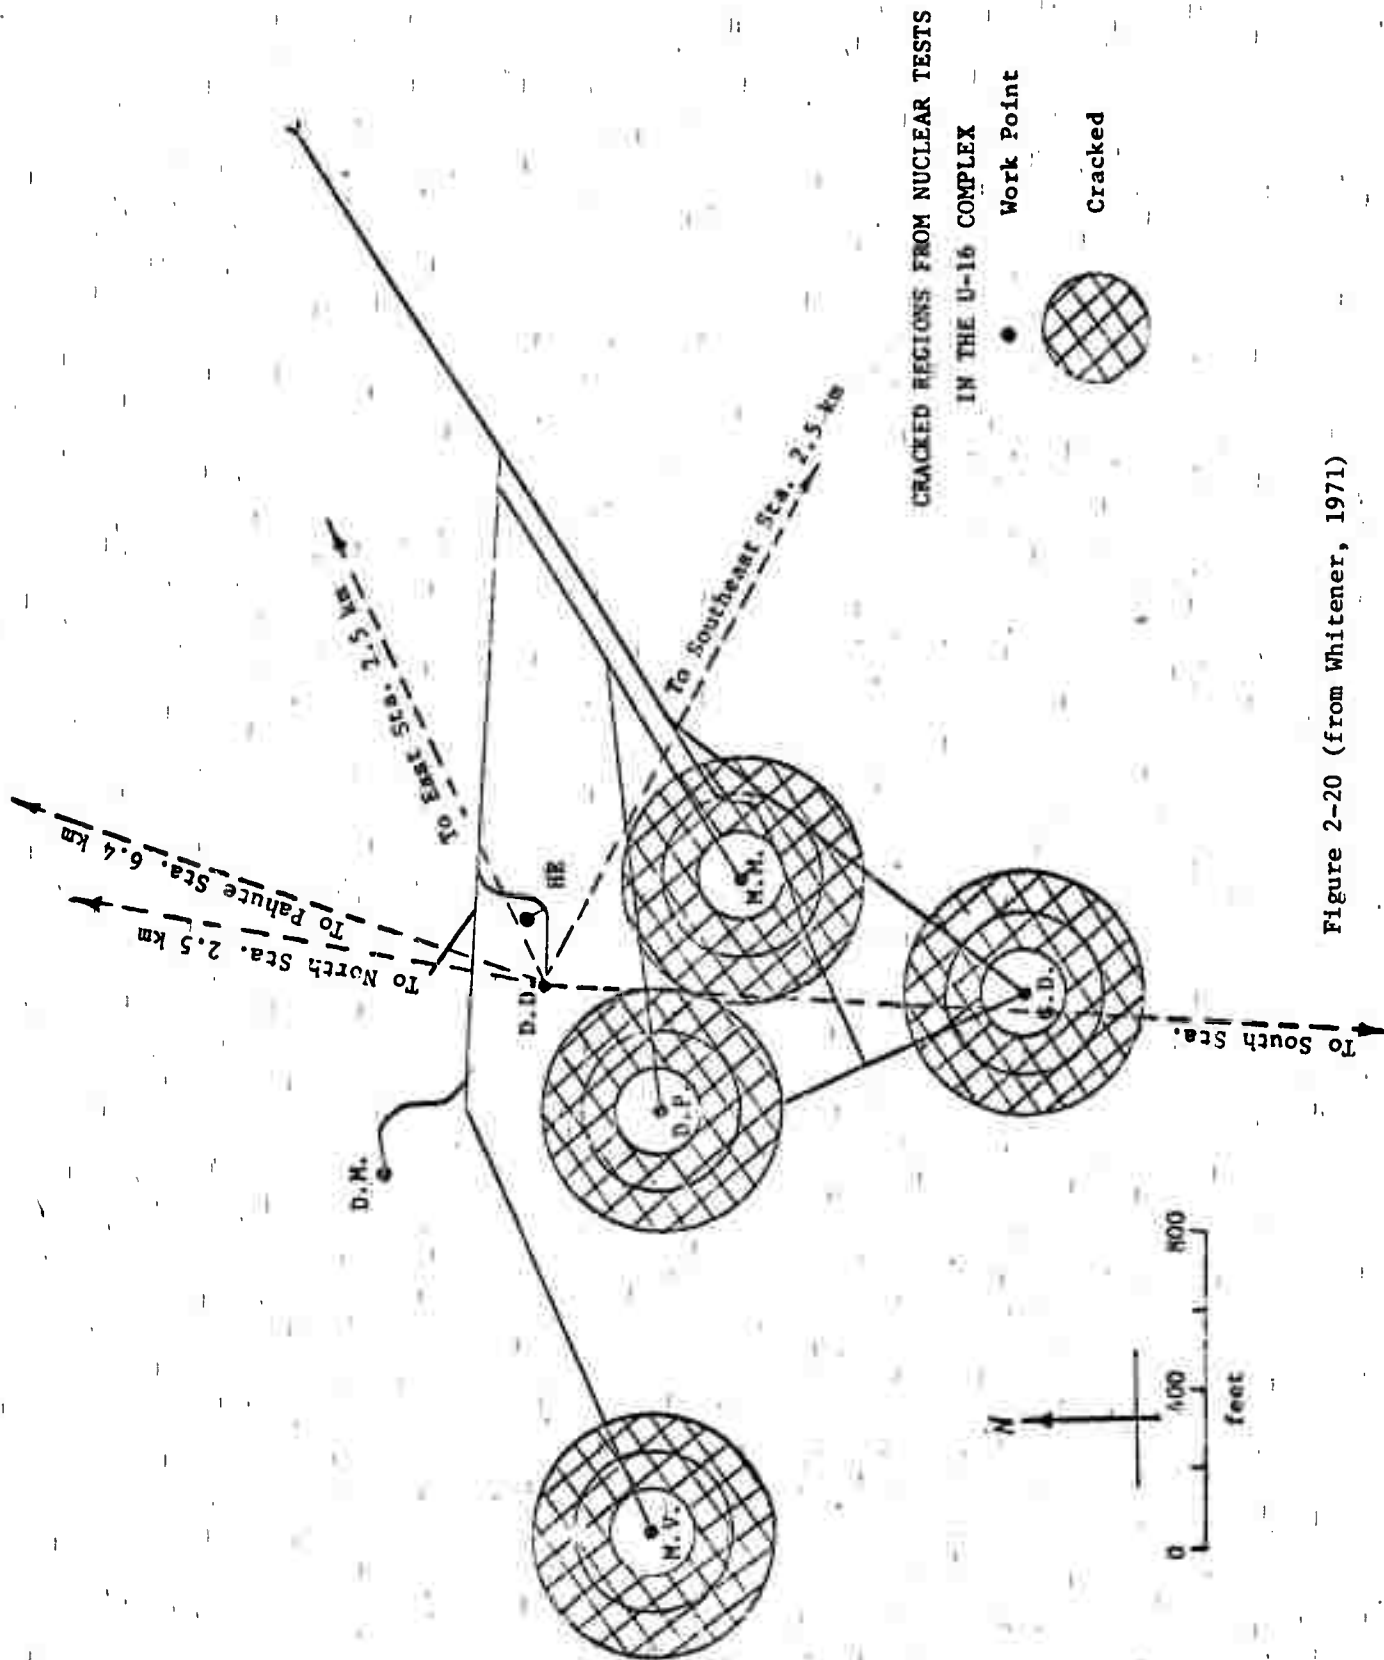 To Pahute Sta. 6.4 km
To North Sta. 2.5 km
To East Sta. 2.5 km
To Southeast Sta. 2.5 km
HE
D.D.
D.M.
M.M.
D.P
G.D.
M.V.
To South Sta.
CRACKED REGIONS FROM NUCLEAR TESTS
IN THE U-16 COMPLEX
Work Point
Cracked
N
0 400 800
feet
Figure 2-20 (from Whitener, 1971)